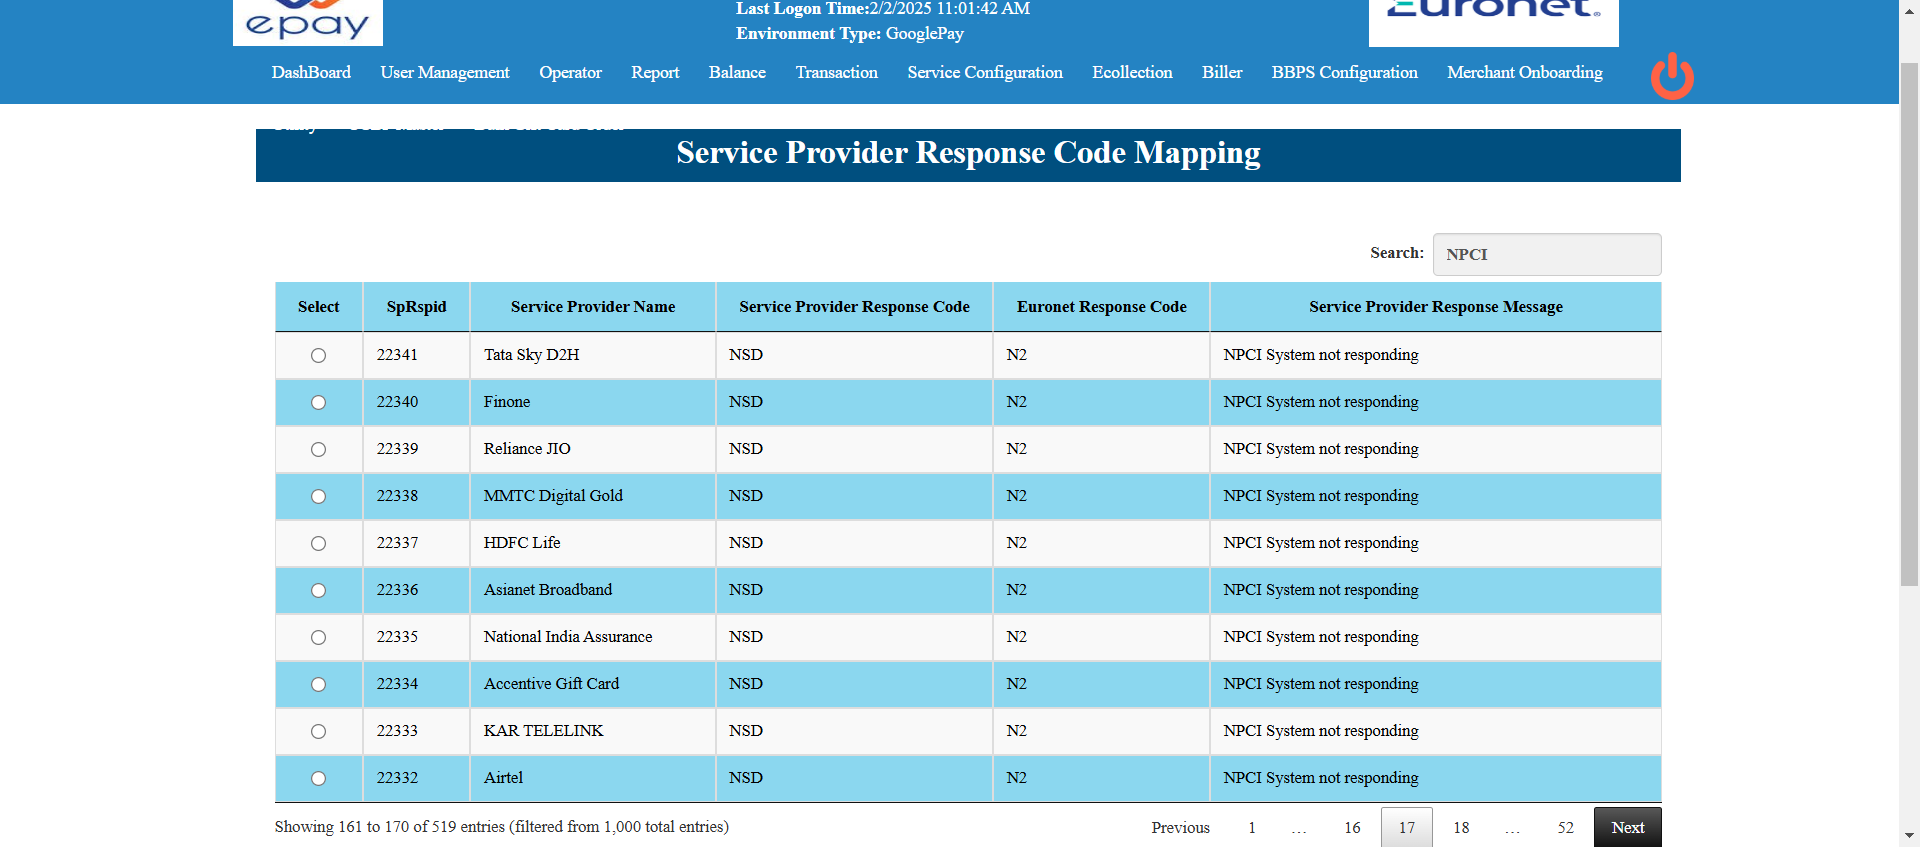 epay
Last Logon Time:2/2/2025 11:01:42 AM
Euronet
Environment Type: GooglePay
DashBoard User Management Operator Report Balance Transaction Service Configuration Ecollection Biller BBPS Configuration Merchant Onboarding
Service Provider Response Code Mapping
Search: NPCI
Select SpRspid Service Provider Name Service Provider Response Code Euronet Response Code Service Provider Response Message
22341 Tata Sky D2H NSD N2 NPCI System not responding
22340 Finone NSD N2 NPCI System not responding
22339 Reliance JIO NSD N2 NPCI System not responding
22338 MMTC Digital Gold NSD N2 NPCI System not responding
22337 HDFC Life NSD N2 NPCI System not responding
22336 Asianet Broadband NSD N2 NPCI System not responding
22335 National India Assurance NSD N2 NPCI System not responding
22334 Accentive Gift Card NSD N2 NPCI System not responding
22333 KAR TELELINK NSD N2 NPCI System not responding
22332 Airtel NSD N2 NPCI System not responding
Showing 161 to 170 of 519 entries (filtered from 1,000 total entries) Previous 1 … 16 17 18 … 52 Next